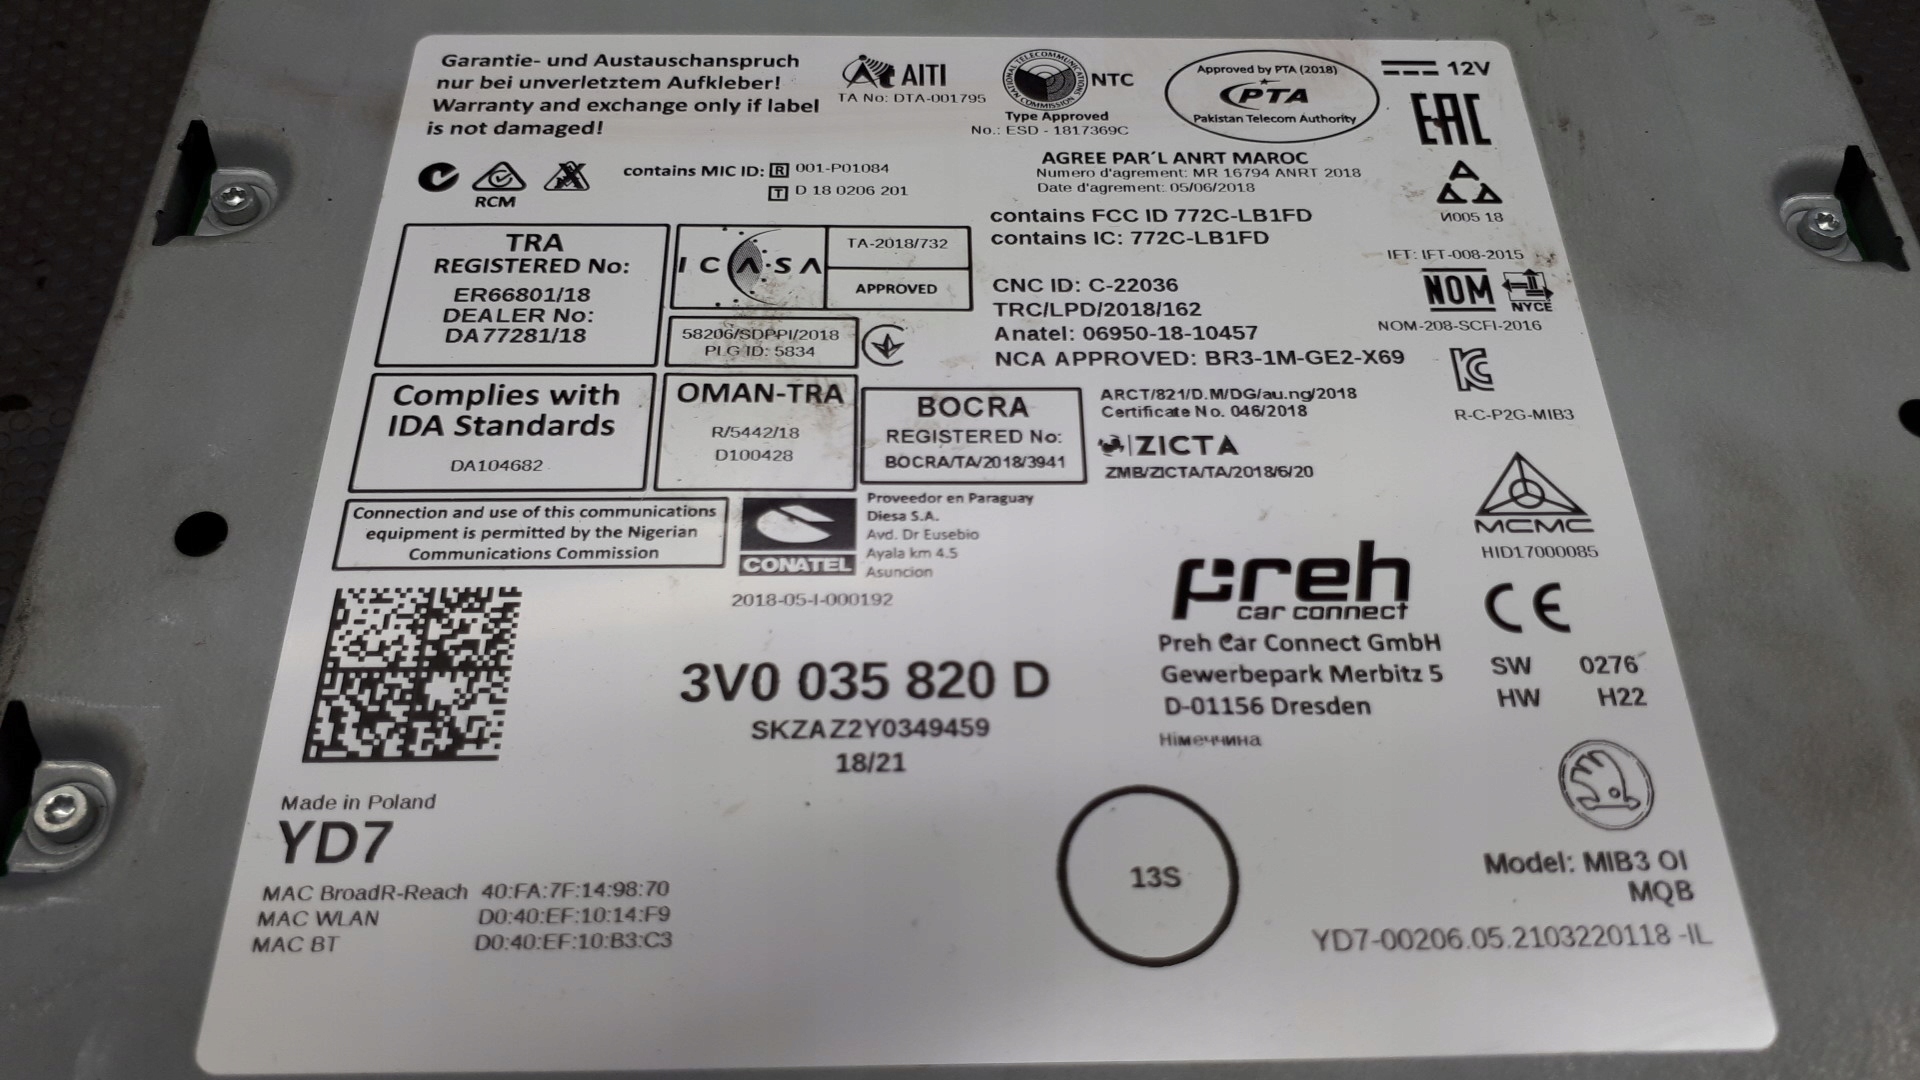 Garantie- und Austauschanspruch
nur bei unverletztem Aufkleber!
Warranty and exchange only if label
is not damaged!
AITI
TA No: DTA-001795
NATIONAL TELECOMMUNICATIONS COMMISSION
NTC
Type Approved
No.: ESD - 1817369C
Approved by PTA (2018)
PTA
Pakistan Telecom Authority
12V
EAC
RCM
contains MIC ID: R 001-P01084
T D 18 0206 201
AGREE PAR´L ANRT MAROC
Numero d'agrement: MR 16794 ANRT 2018
Date d'agrement: 05/06/2018
И005 18
contains FCC ID 772C-LB1FD
contains IC: 772C-LB1FD
TRA
REGISTERED No:
ER66801/18
DEALER No:
DA77281/18
ICASA
TA-2018/732
APPROVED
58206/SDPPI/2018
PLG ID: 5834
CNC ID: C-22036
TRC/LPD/2018/162
Anatel: 06950-18-10457
NCA APPROVED: BR3-1M-GE2-X69
IFT: IFT-008-2015
NOM
NYCE
NOM-208-SCFI-2016
R-C-P2G-MIB3
Complies with
IDA Standards
DA104682
OMAN-TRA
R/5442/18
D100428
BOCRA
REGISTERED No:
BOCRA/TA/2018/3941
ARCT/821/D.M/DG/au.ng/2018
Certificate No. 046/2018
ZICTA
ZMB/ZICTA/TA/2018/6/20
MCMC
HID17000085
Connection and use of this communications
equipment is permitted by the Nigerian
Communications Commission
CONATEL
2018-05-I-000192
Proveedor en Paraguay
Diesa S.A.
Avd. Dr Eusebio
Ayala km 4.5
Asuncion
preh
car connect
Preh Car Connect GmbH
Gewerbepark Merbitz 5
D-01156 Dresden
Німеччина
CE
SW 0276
HW H22
3V0 035 820 D
SKZAZ2Y0349459
18/21
Made in Poland
YD7
MAC BroadR-Reach 40:FA:7F:14:98:70
MAC WLAN D0:40:EF:10:14:F9
MAC BT D0:40:EF:10:B3:C3
13S
Model: MIB3 OI
MQB
YD7-00206.05.2103220118 -IL